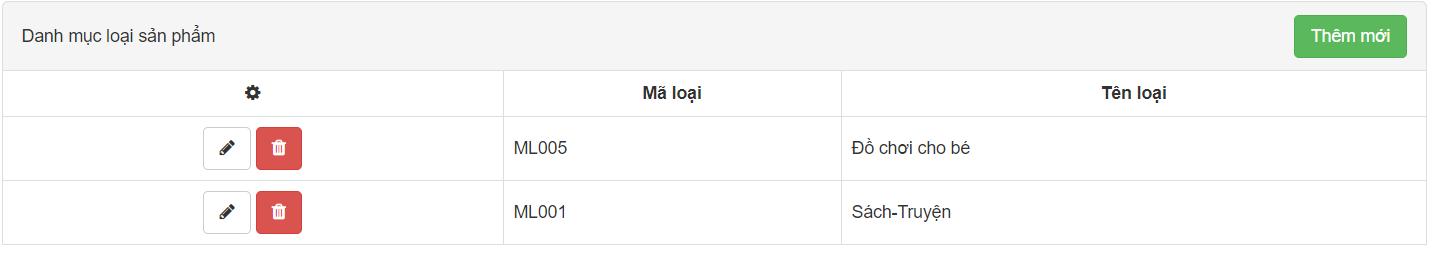 Danh mục loại sản phẩm
Thêm mới
Mã loại
Tên loại
ML005
Đồ chơi cho bé
ML001
Sách-Truyện